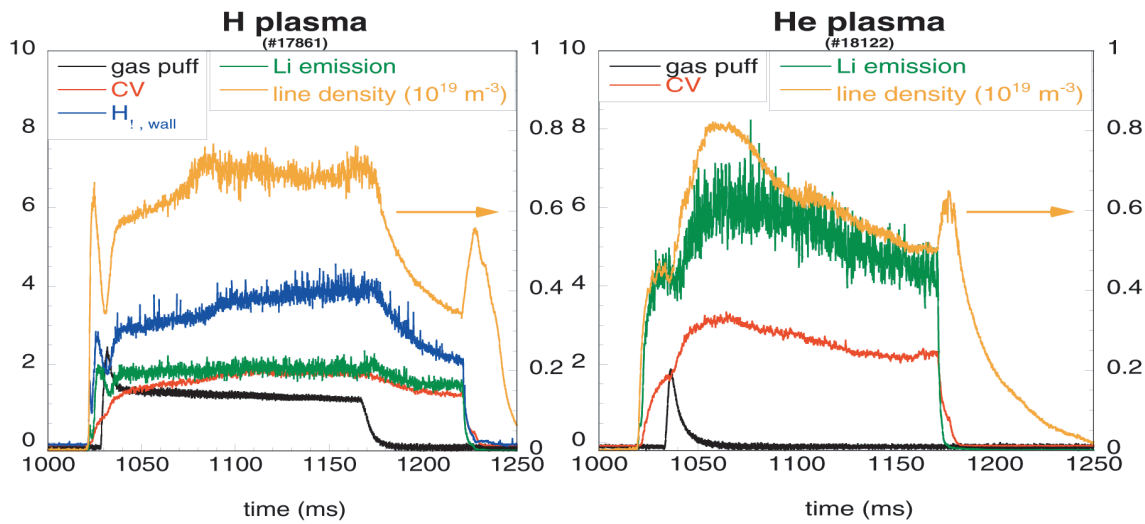 H plasma
(#17861)
10 1
gas puff Li emission
CV line density (10¹⁹ m⁻³)
H!, wall
8 0.8
6 0.6
4 0.4
2 0.2
0 0
1000 1050 1100 1150 1200 1250
time (ms)
He plasma
(#18122)
10 1
gas puff Li emission
CV line density (10¹⁹ m⁻³)
8 0.8
6 0.6
4 0.4
2 0.2
0 0
1000 1050 1100 1150 1200 1250
time (ms)